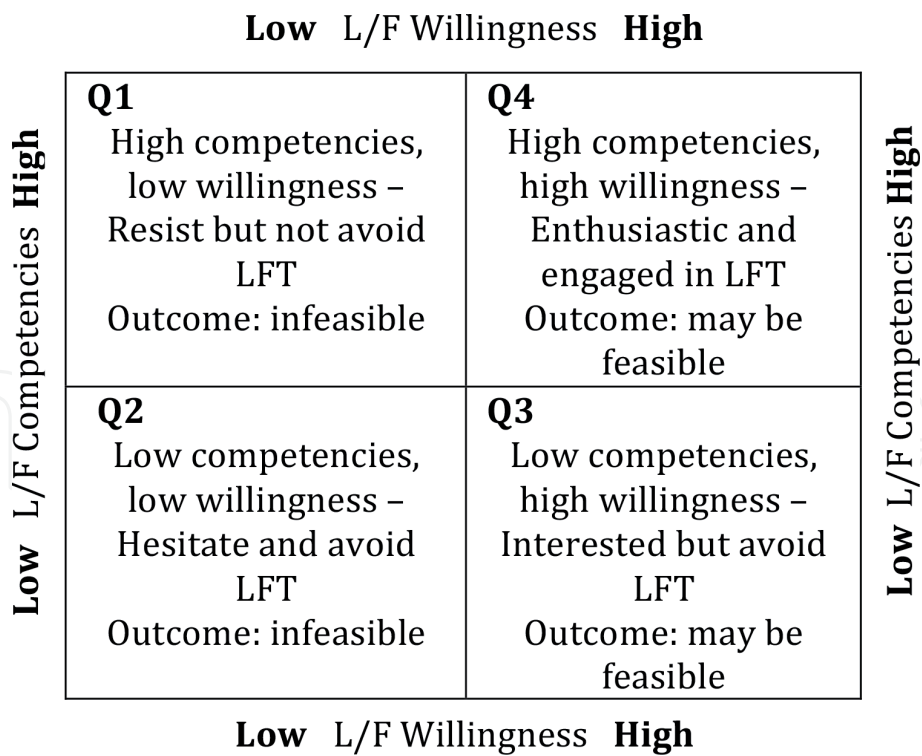 Low L/F Willingness High
Low L/F Competencies High
Q1
High competencies,
low willingness –
Resist but not avoid
LFT
Outcome: infeasible
Q4
High competencies,
high willingness –
Enthusiastic and
engaged in LFT
Outcome: may be
feasible
Q2
Low competencies,
low willingness –
Hesitate and avoid
LFT
Outcome: infeasible
Q3
Low competencies,
high willingness –
Interested but avoid
LFT
Outcome: may be
feasible
Low L/F Competencies High
Low L/F Willingness High